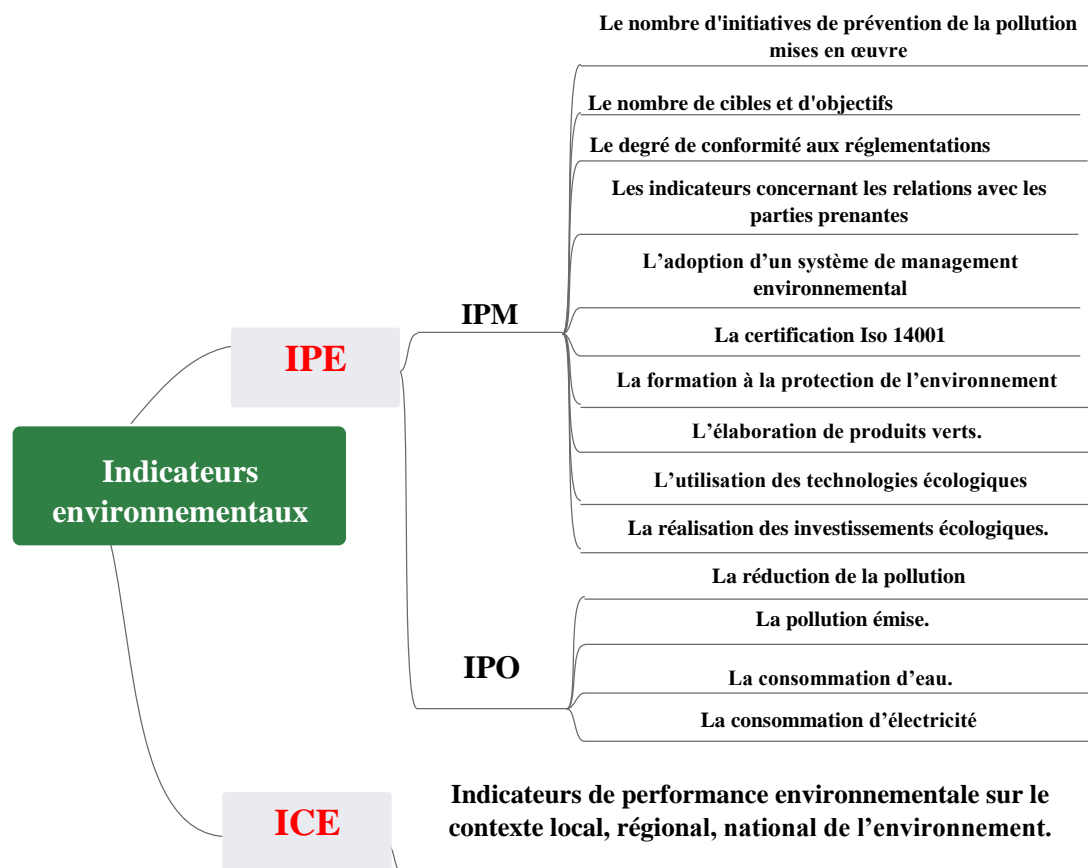 Le nombre d'initiatives de prévention de la pollution
mises en œuvre
Le nombre de cibles et d'objectifs
Le degré de conformité aux réglementations
Les indicateurs concernant les relations avec les
parties prenantes
L’adoption d’un système de management
environnemental
IPM
La certification Iso 14001
IPE
La formation à la protection de l’environnement
L’élaboration de produits verts.
Indicateurs
environnementaux
L’utilisation des technologies écologiques
La réalisation des investissements écologiques.
La réduction de la pollution
La pollution émise.
IPO
La consommation d’eau.
La consommation d’électricité
ICE
Indicateurs de performance environnementale sur le
contexte local, régional, national de l’environnement.